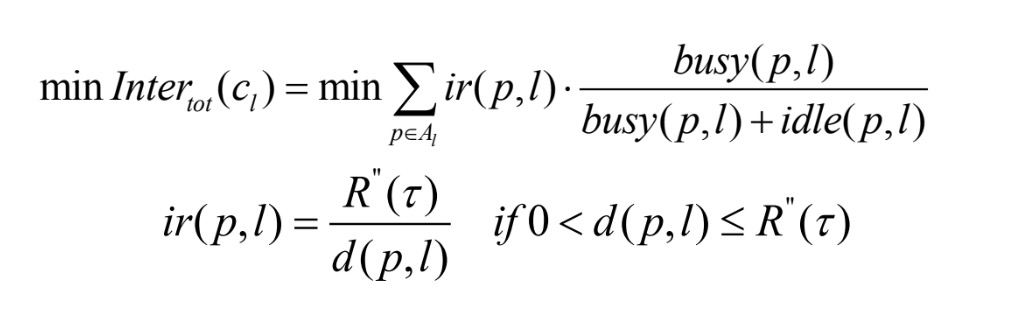 min Inter_tot(c_l) = min ∑_{p∈A_l} ir(p,l) · busy(p,l) / busy(p,l)+idle(p,l)
ir(p,l) = R"(τ) / d(p,l) if 0 < d(p,l) ≤ R"(τ)